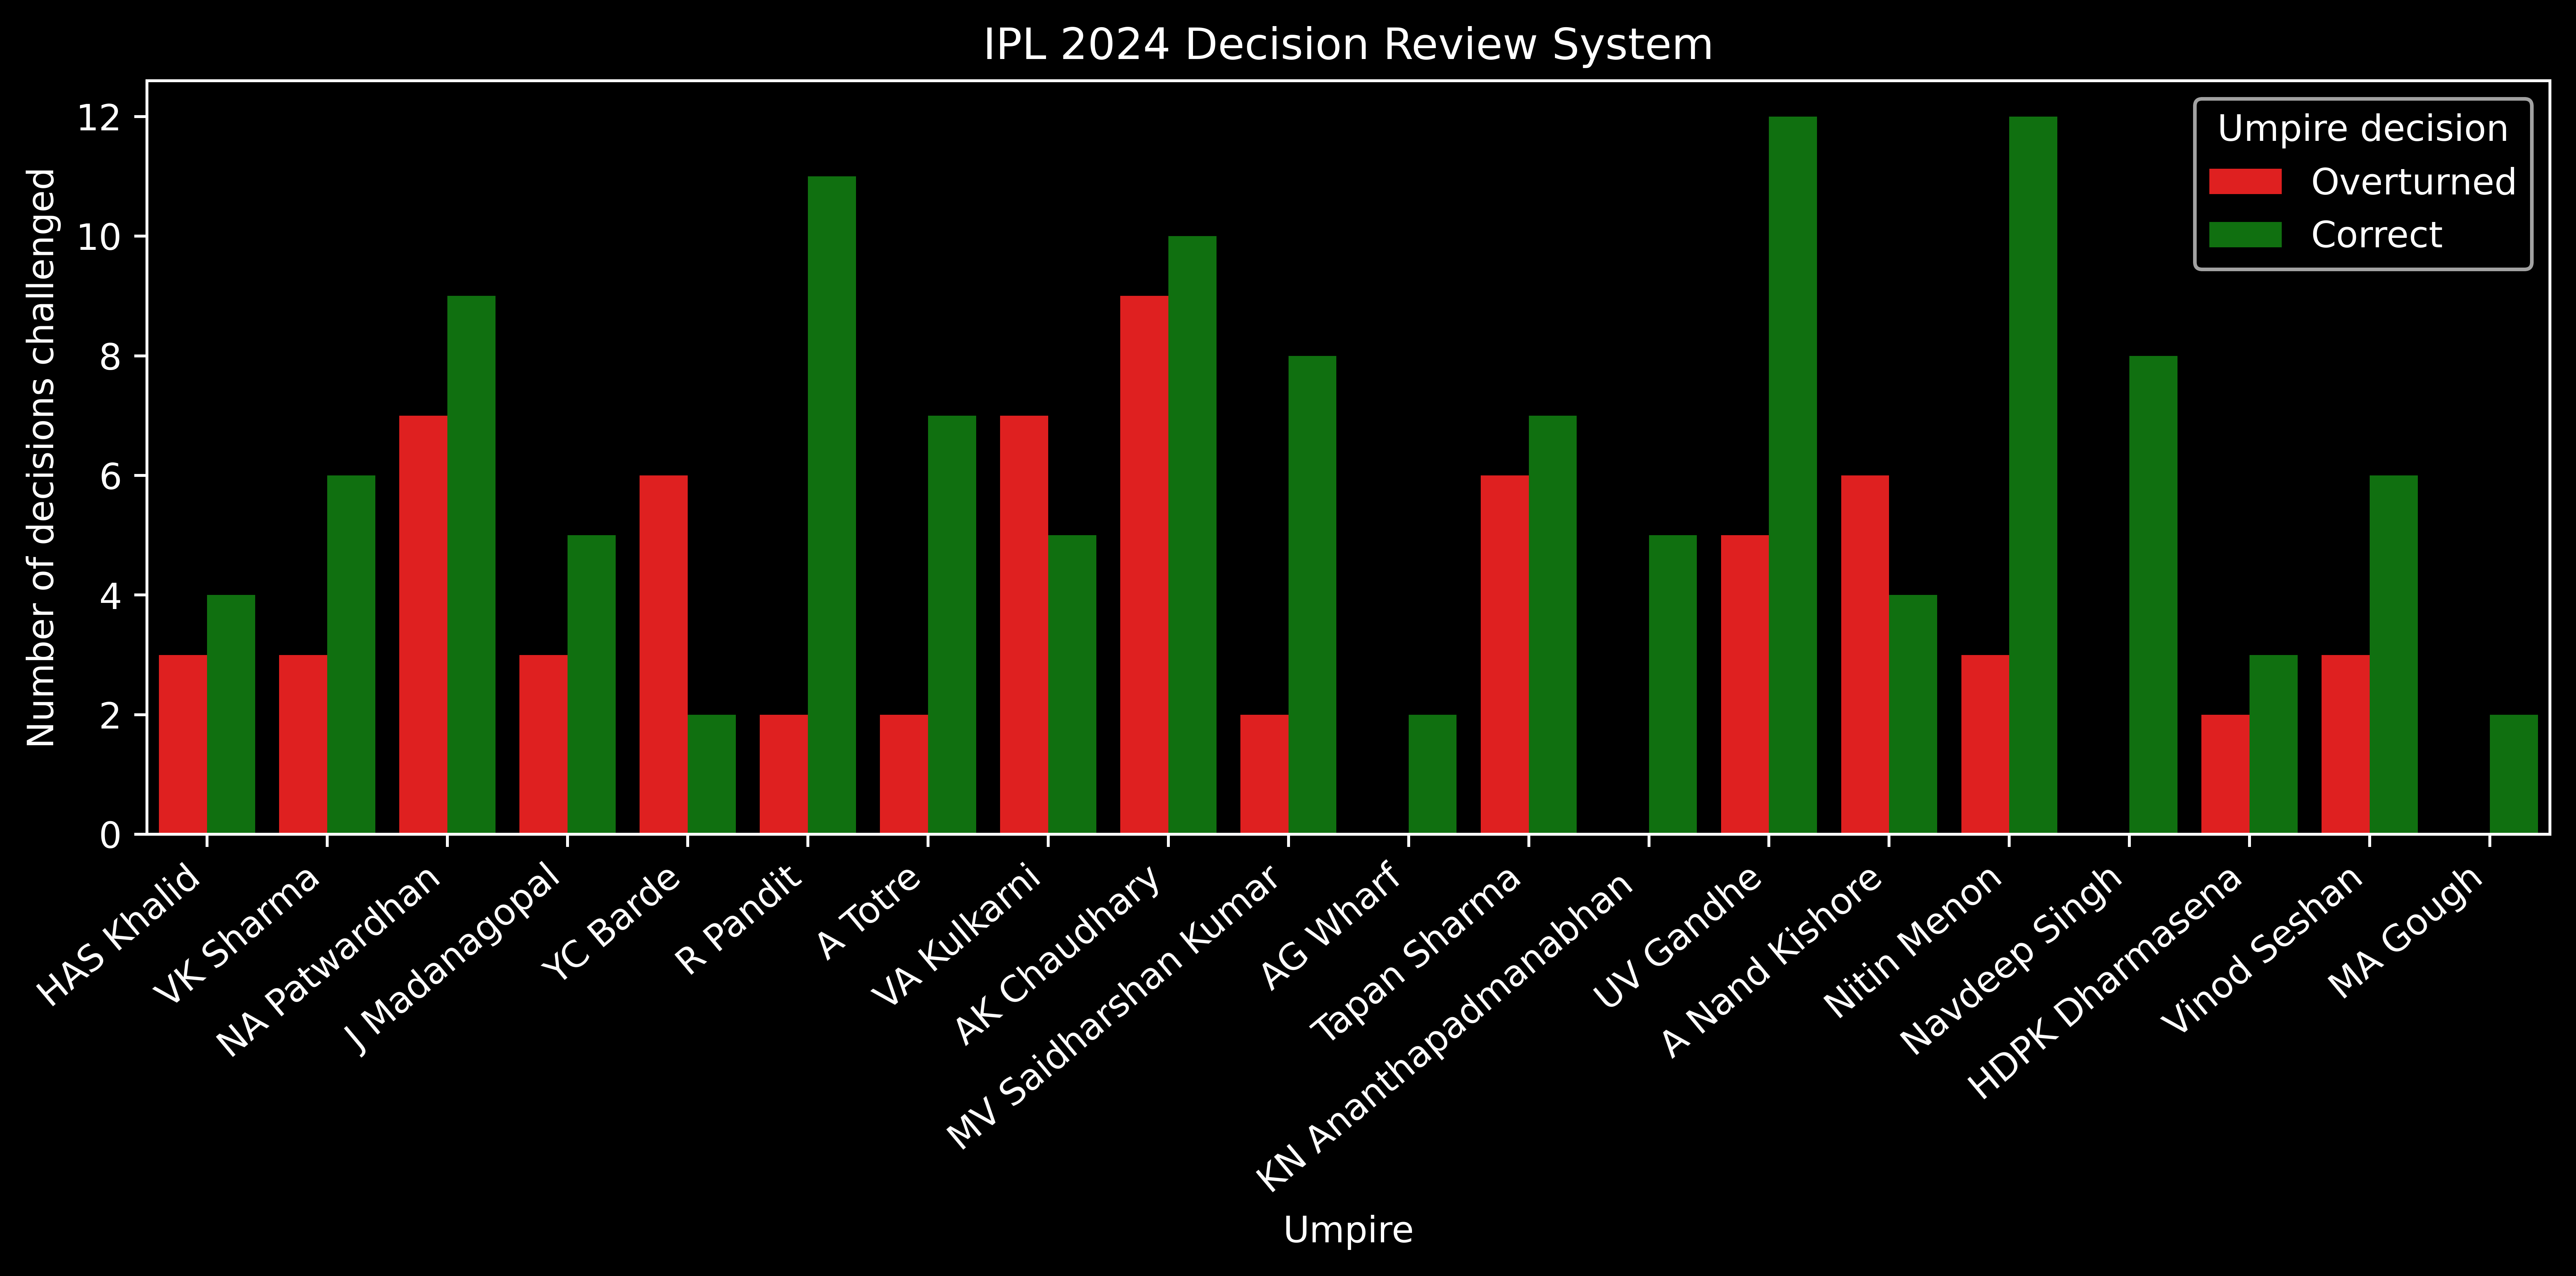 IPL 2024 Decision Review System
Number of decisions challenged
12
10
8
6
4
2
0
Umpire decision
Overturned
Correct
HAS Khalid
VK Sharma
NA Patwardhan
J Madanagopal
YC Barde
R Pandit
A Totre
VA Kulkarni
AK Chaudhary
MV Saidharshan Kumar
AG Wharf
Tapan Sharma
KN Ananthapadmanabhan
UV Gandhe
A Nand Kishore
Nitin Menon
Navdeep Singh
HDPK Dharmasena
Vinod Seshan
MA Gough
Umpire